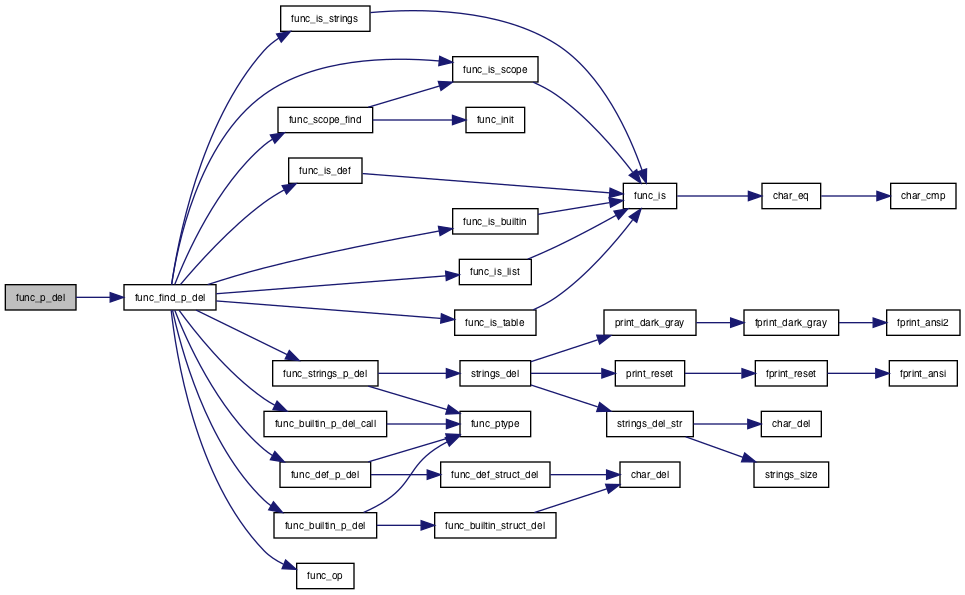 func_is_strings
func_is_scope
func_scope_find
func_init
func_is_def
func_is
char_eq
char_cmp
func_is_builtin
func_is_list
func_p_del
func_find_p_del
func_is_table
print_dark_gray
fprint_dark_gray
fprint_ansi2
func_strings_p_del
strings_del
print_reset
fprint_reset
fprint_ansi
func_builtin_p_del_call
func_ptype
strings_del_str
char_del
func_def_p_del
func_def_struct_del
char_del
strings_size
func_builtin_p_del
func_builtin_struct_del
func_op